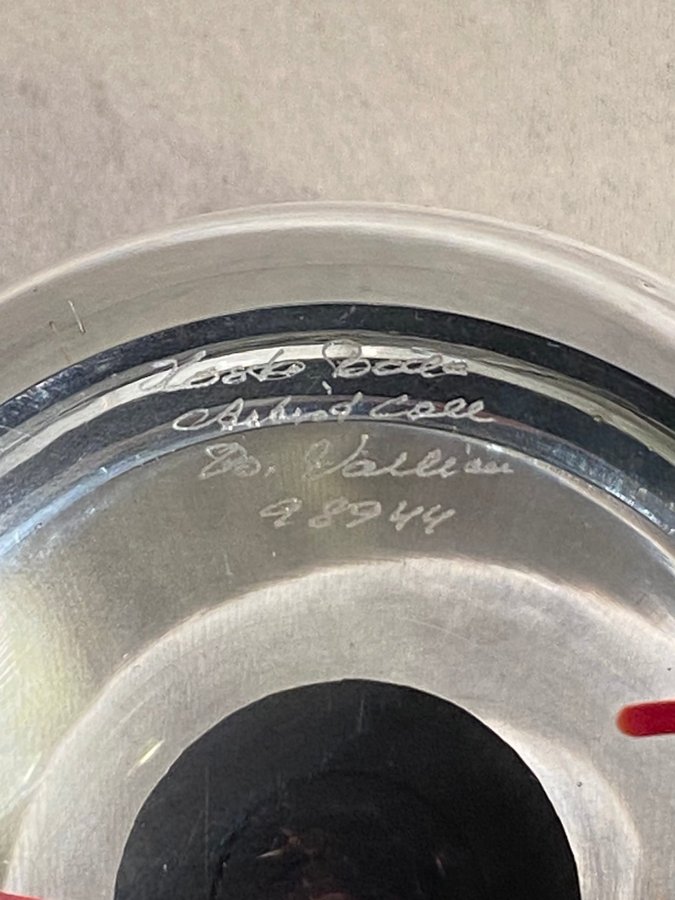 Kosta Boda
Artist Coll
B. Vallien
98944